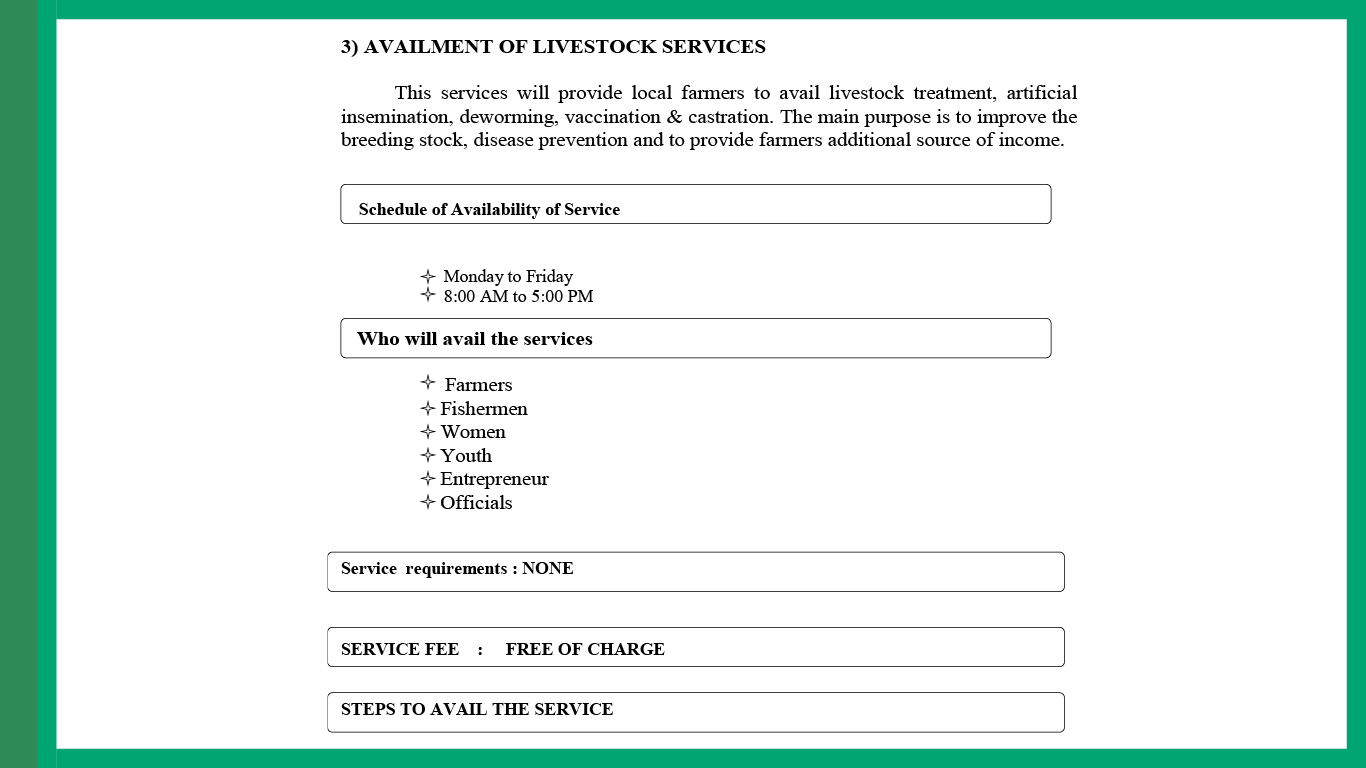 3) AVAILMENT OF LIVESTOCK SERVICES
This services will provide local farmers to avail livestock treatment, artificial
insemination, deworming, vaccination & castration. The main purpose is to improve the
breeding stock, disease prevention and to provide farmers additional source of income.
Schedule of Availability of Service
Monday to Friday
8:00 AM to 5:00 PM
Who will avail the services
Farmers
Fishermen
Women
Youth
Entrepreneur
Officials
Service requirements : NONE
SERVICE FEE : FREE OF CHARGE
STEPS TO AVAIL THE SERVICE